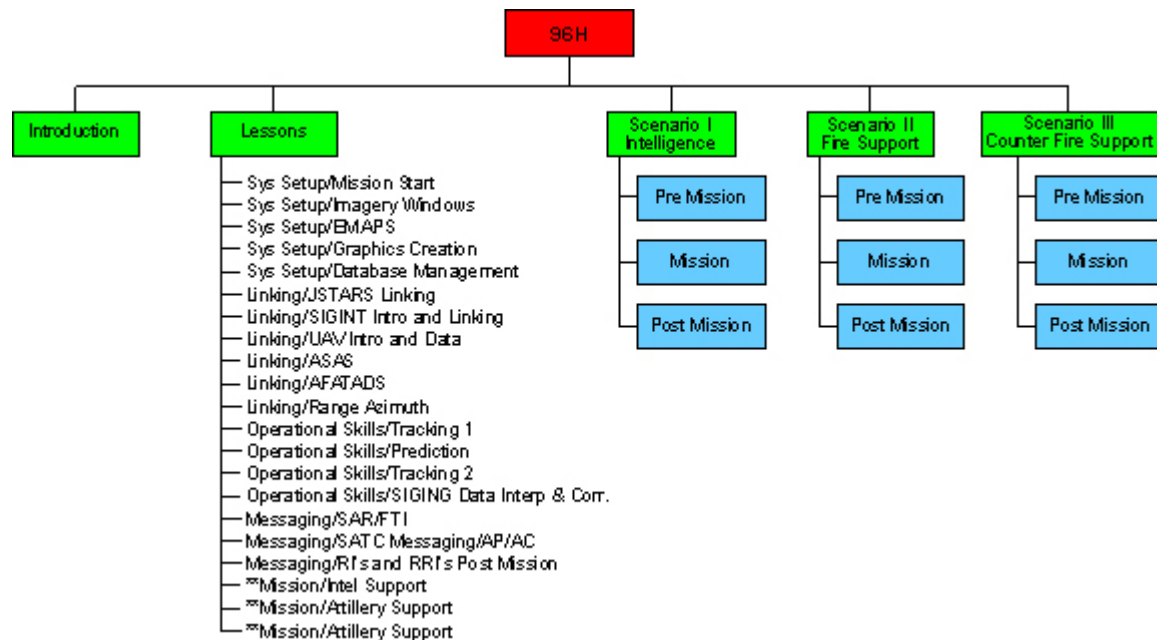 96H
Introduction
Lessons
Scenario I
Intelligence
Scenario II
Fire Support
Scenario III
Counter Fire Support
Sys Setup/Mission Start
Sys Setup/Imagery Windows
Sys Setup/EMAPS
Sys Setup/Graphics Creation
Sys Setup/Database Management
Linking/JSTARS Linking
Linking/SIGINT Intro and Linking
Linking/UAV Intro and Data
Linking/ASAS
Linking/AFATADS
Linking/Range Azimuth
Operational Skills/Tracking 1
Operational Skills/Prediction
Operational Skills/Tracking 2
Operational Skills/SIGING Data Interp & Corr.
Messaging/SAR/FTI
Messaging/SATC Messaging/AP/AC
Messaging/RI's and RRI's Post Mission
**Mission/Intel Support
**Mission/Attillery Support
**Mission/Attillery Support
Pre Mission
Mission
Post Mission
Pre Mission
Mission
Post Mission
Pre Mission
Mission
Post Mission